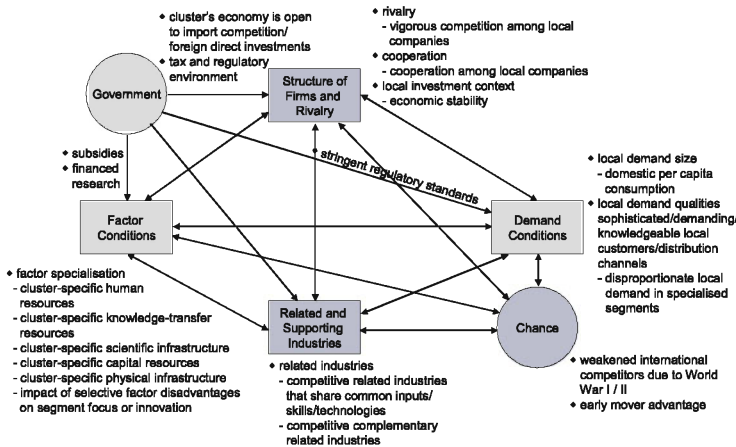 ◆ cluster's economy is open
to import competition/
foreign direct investments
◆ tax and regulatory
environment
◆ rivalry
- vigorous competition among local
companies
◆ cooperation
- cooperation among local companies
◆ local investment context
- economic stability
Government
Structure of
Firms and
Rivalry
◆ subsidies
◆ financed
research
◆ stringent regulatory standards
◆ local demand size
- domestic per capita
consumption
◆ local demand qualities
sophisticated/demanding/
knowledgeable local
customers/distribution
channels
- disproportionate local
demand in specialised
segments
Factor
Conditions
Demand
Conditions
◆ factor specialisation
- cluster-specific human
resources
- cluster-specific knowledge-transfer
resources
- cluster-specific scientific infrastructure
- cluster-specific capital resources
- cluster-specific physical infrastructure
- impact of selective factor disadvantages
on segment focus or innovation
Related and
Supporting
Industries
Chance
◆ related industries
- competitive related industries
that share common inputs/
skills/technologies
- competitive complementary
related industries
◆ weakened international
competitors due to World
War I / II
◆ early mover advantage